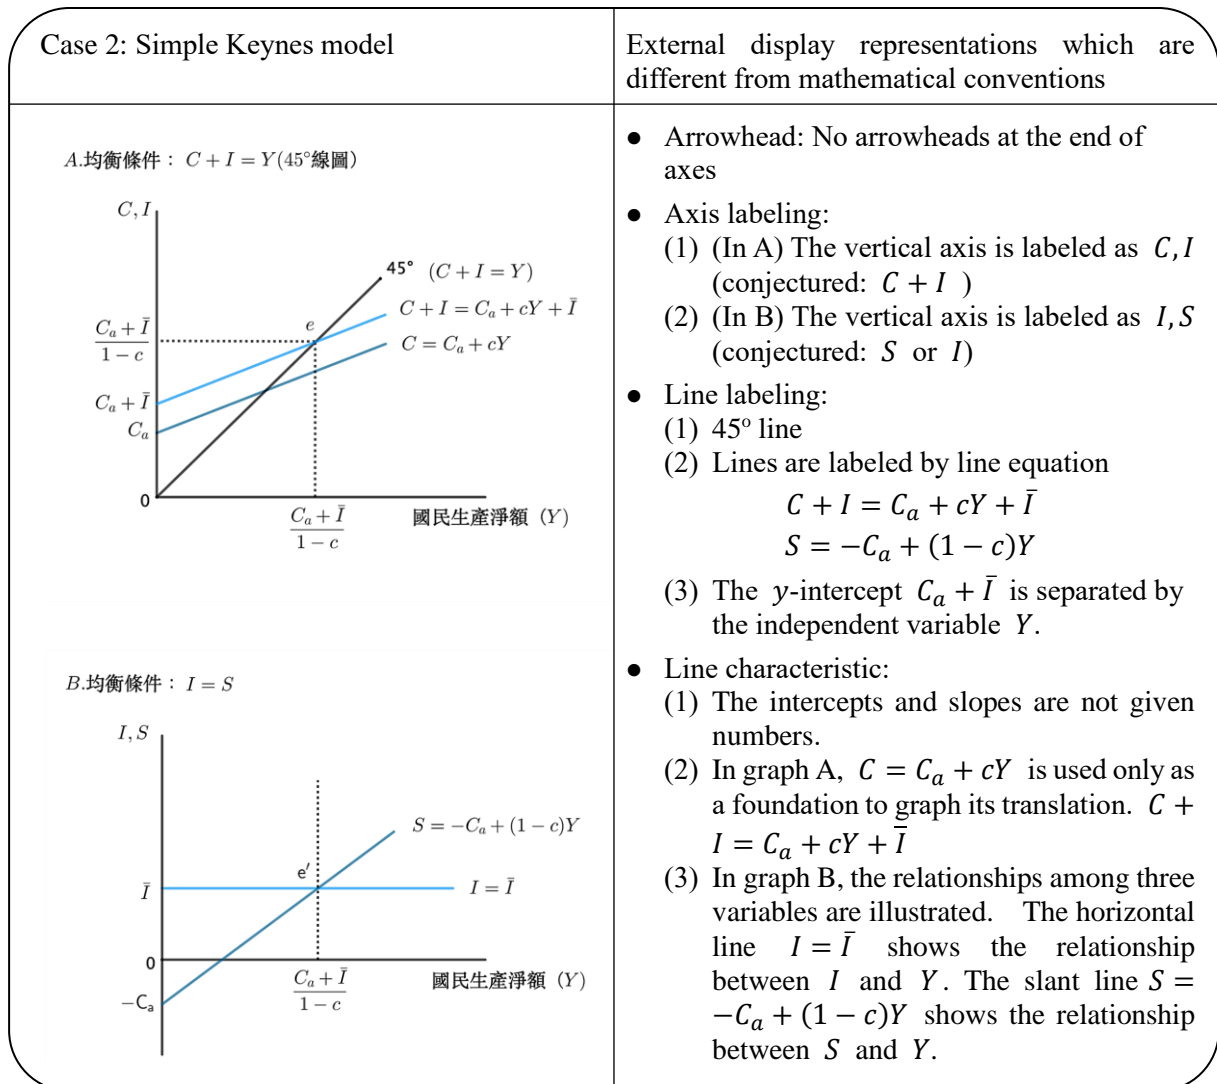 Case 2: Simple Keynes model
External display representations which are
different from mathematical conventions
A.均衡條件： C + I = Y(45°線圖)
C, I
45° (C + I = Y)
C + I = Cₐ + cY + Ī
C = Cₐ + cY
e
Cₐ + Ī
1 − c
Cₐ + Ī
Cₐ
0
Cₐ + Ī
1 − c
國民生產淨額（Y）
B.均衡條件： I = S
I, S
S = −Cₐ + (1 − c)Y
e′
Ī
I = Ī
0
−Cₐ
Cₐ + Ī
1 − c
國民生產淨額（Y）
● Arrowhead: No arrowheads at the end of
axes
● Axis labeling:
(1) (In A) The vertical axis is labeled as C, I
(conjectured: C + I )
(2) (In B) The vertical axis is labeled as I, S
(conjectured: S or I)
● Line labeling:
(1) 45º line
(2) Lines are labeled by line equation
C + I = Cₐ + cY + Ī
S = −Cₐ + (1 − c)Y
(3) The y-intercept Cₐ + Ī is separated by
the independent variable Y.
● Line characteristic:
(1) The intercepts and slopes are not given
numbers.
(2) In graph A, C = Cₐ + cY is used only as
a foundation to graph its translation. C +
I = Cₐ + cY + Ī
(3) In graph B, the relationships among three
variables are illustrated. The horizontal
line I = Ī shows the relationship
between I and Y. The slant line S =
−Cₐ + (1 − c)Y shows the relationship
between S and Y.